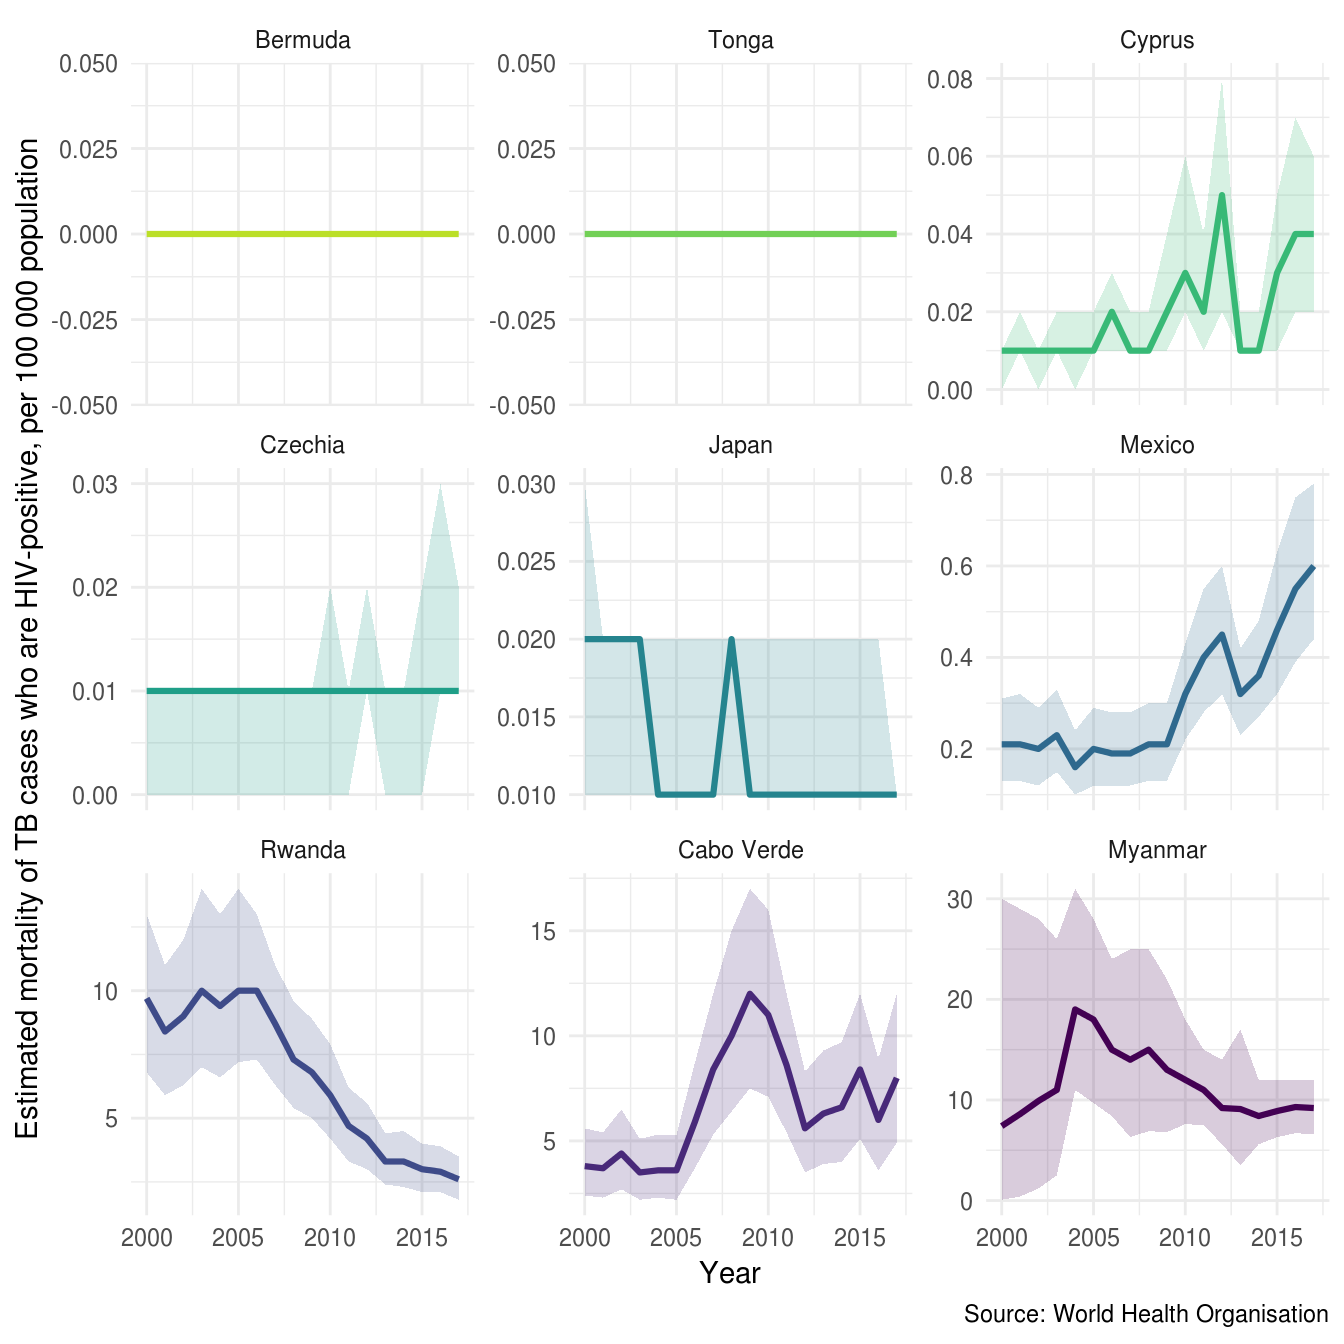 Estimated mortality of TB cases who are HIV-positive, per 100 000 population
Bermuda
0.050
0.025
0.000
-0.025
-0.050
Tonga
0.050
0.025
0.000
-0.025
-0.050
Cyprus
0.08
0.06
0.04
0.02
0.00
Czechia
0.03
0.02
0.01
0.00
Japan
0.030
0.025
0.020
0.015
0.010
Mexico
0.8
0.6
0.4
0.2
Rwanda
10
5
2000 2005 2010 2015
Cabo Verde
15
10
5
2000 2005 2010 2015
Myanmar
30
20
10
0
2000 2005 2010 2015
Year
Source: World Health Organisation